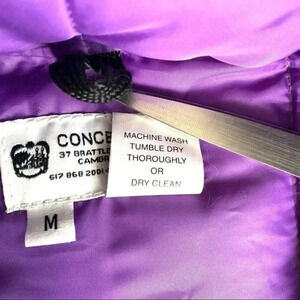 CONCE
37 BRATTLE
CAMBR
617 868 2001
MACHINE WASH
TUMBLE DRY
THOROUGHLY
OR
DRY CLEAN
M